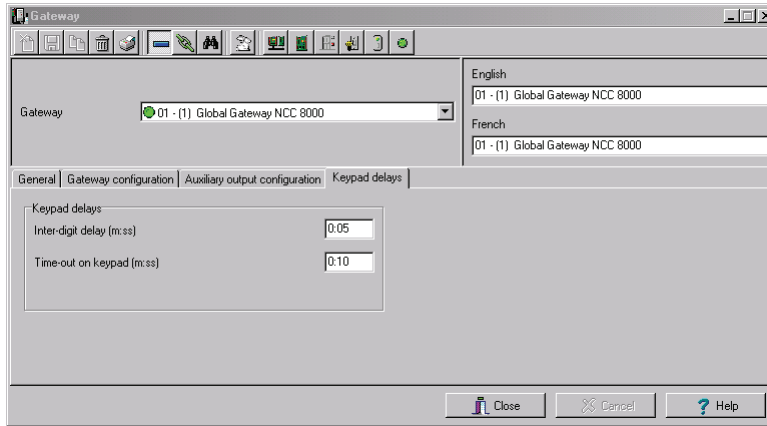 Gateway
English
01 - (1) Global Gateway NCC 8000
Gateway
01 - (1) Global Gateway NCC 8000
French
01 - (1) Global Gateway NCC 8000
General Gateway configuration Auxiliary output configuration Keypad delays
Keypad delays
Inter-digit delay (m:ss) 0:05
Time-out on keypad (m:ss) 0:10
Close Cancel ? Help